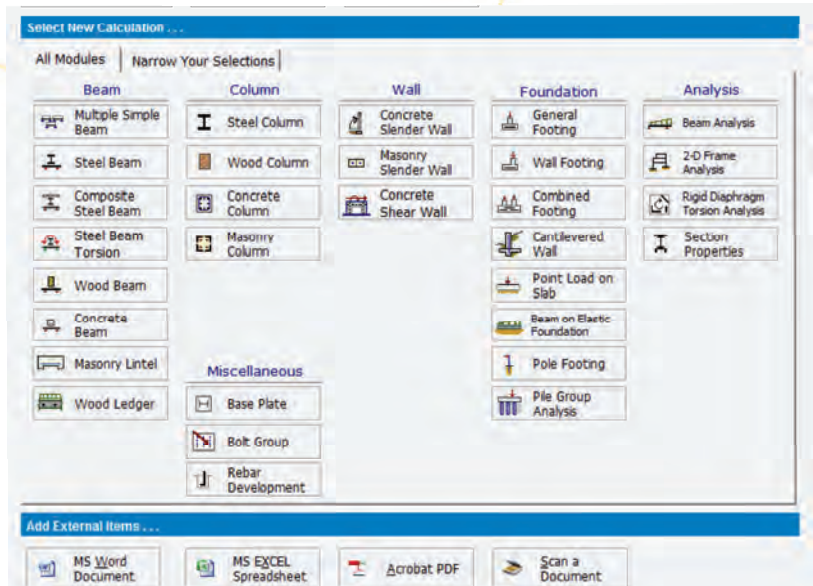 Select New Calculation . . .
All Modules
Narrow Your Selections
Beam
Multiple Simple
Beam
Steel Beam
Composite
Steel Beam
Steel Beam
Torsion
Wood Beam
Concrete
Beam
Masonry Lintel
Wood Ledger
Column
Steel Column
Wood Column
Concrete
Column
Masonry
Column
Miscellaneous
Base Plate
Bolt Group
Rebar
Development
Wall
Concrete
Slender Wall
Masonry
Slender Wall
Concrete
Shear Wall
Foundation
General
Footing
Wall Footing
Combined
Footing
Cantilevered
Wall
Point Load on
Slab
Beam on Elastic
Foundation
Pole Footing
Pile Group
Analysis
Analysis
Beam Analysis
2-D Frame
Analysis
Rigid Diaphragm
Torsion Analysis
Section
Properties
Add External Items . . .
MS Word
Document
MS EXCEL
Spreadsheet
Acrobat PDF
Scan a
Document